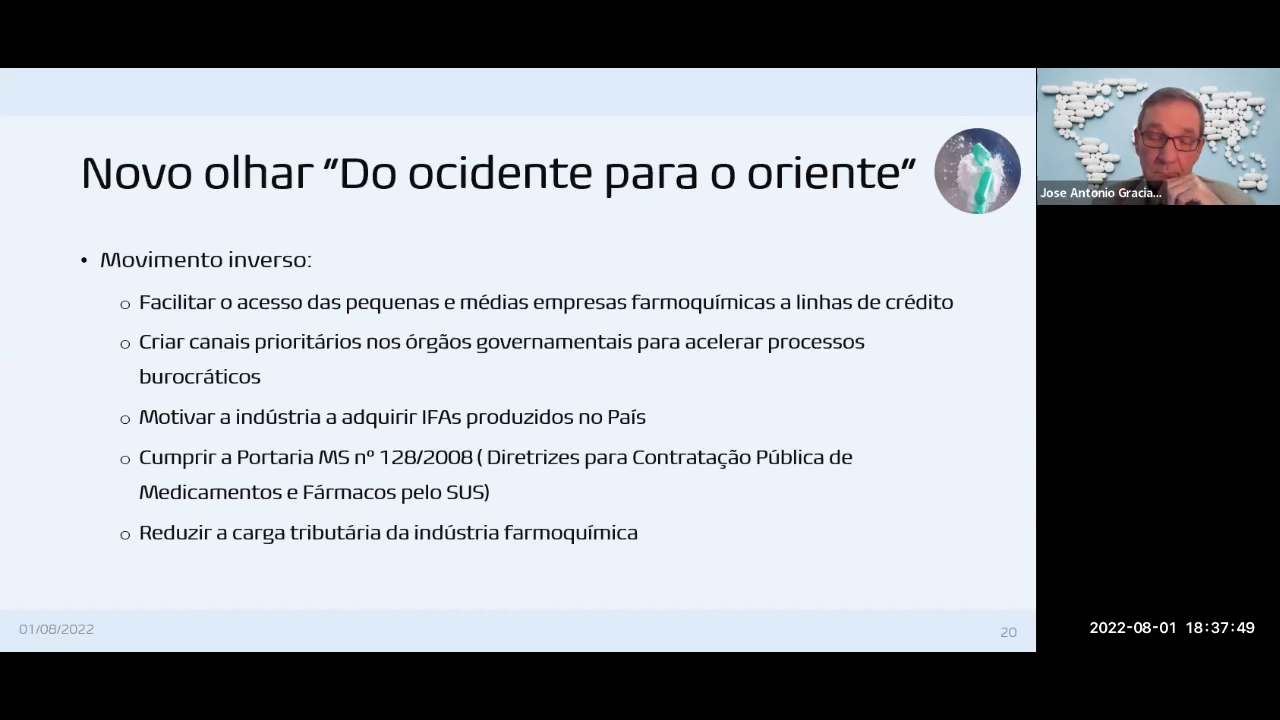 Novo olhar “Do ocidente para o oriente”
• Movimento inverso:
o Facilitar o acesso das pequenas e médias empresas farmoquímicas a linhas de crédito
o Criar canais prioritários nos órgãos governamentais para acelerar processos
burocráticos
o Motivar a indústria a adquirir IFAs produzidos no País
o Cumprir a Portaria MS nº 128/2008 ( Diretrizes para Contratação Pública de
Medicamentos e Fármacos pelo SUS)
o Reduzir a carga tributária da indústria farmoquímica
01/08/2022
20
Jose Antonio Gracia...
2022-08-01 18:37:49